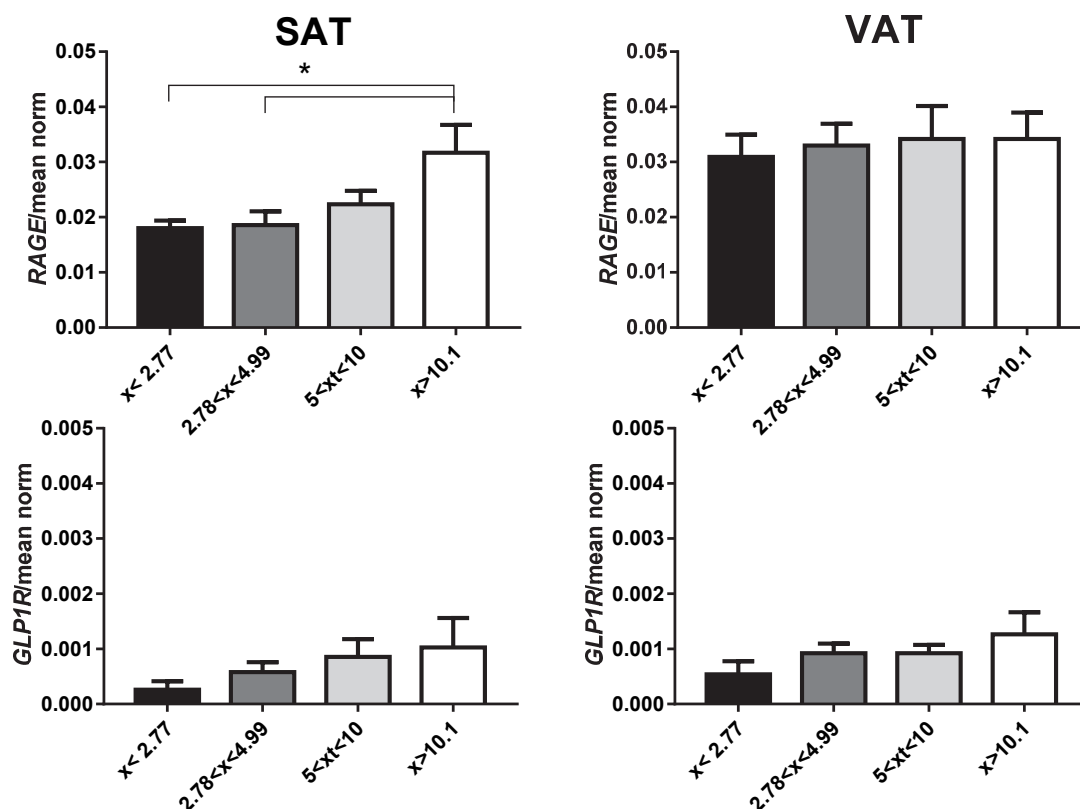 SAT
RAGE/mean norm
0.05
0.04
0.03
0.02
0.01
0.00
*
x< 2.77
2.78<x<4.99
5<xt<10
x>10.1
VAT
RAGE/mean norm
0.05
0.04
0.03
0.02
0.01
0.00
x< 2.77
2.78<x<4.99
5<xt<10
x>10.1
GLP1R/mean norm
0.005
0.004
0.003
0.002
0.001
0.000
x< 2.77
2.78<x<4.99
5<xt<10
x>10.1
GLP1R/mean norm
0.005
0.004
0.003
0.002
0.001
0.000
x< 2.77
2.78<x<4.99
5<xt<10
x>10.1